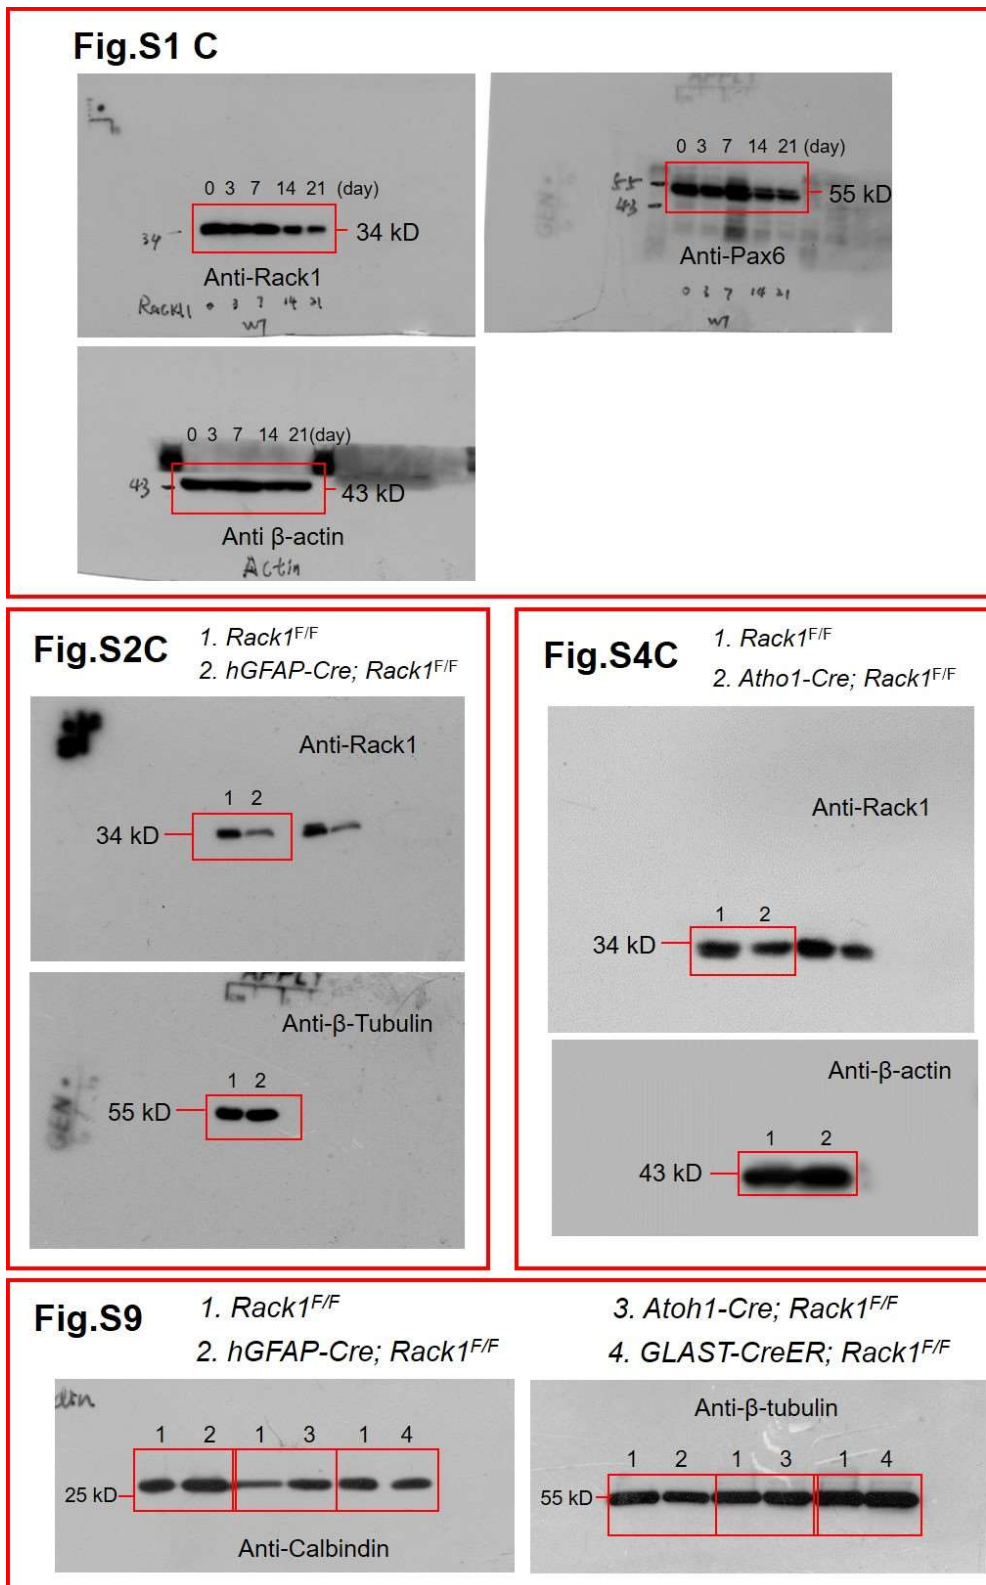 Fig.S1 C
0 3 7 14 21 (day)
34
34 kD
Anti-Rack1
Rack1 0 3 7 14 21
WT
APPLY
0 3 7 14 21 (day)
GEN.
55
43
55 kD
Anti-Pax6
0 3 7 14 21
WT
0 3 7 14 21(day)
43
43 kD
Anti β-actin
Actin
Fig.S2C
1. Rack1F/F
2. hGFAP-Cre; Rack1F/F
Anti-Rack1
1 2
34 kD
APPLY
Anti-β-Tubulin
GEN.
1 2
55 kD
Fig.S4C
1. Rack1F/F
2. Atho1-Cre; Rack1F/F
Anti-Rack1
1 2
34 kD
Anti-β-actin
1 2
43 kD
Fig.S9
1. Rack1F/F
2. hGFAP-Cre; Rack1F/F
3. Atoh1-Cre; Rack1F/F
4. GLAST-CreER; Rack1F/F
1 2 1 3 1 4
25 kD
Anti-Calbindin
Anti-β-tubulin
1 2 1 3 1 4
55 kD